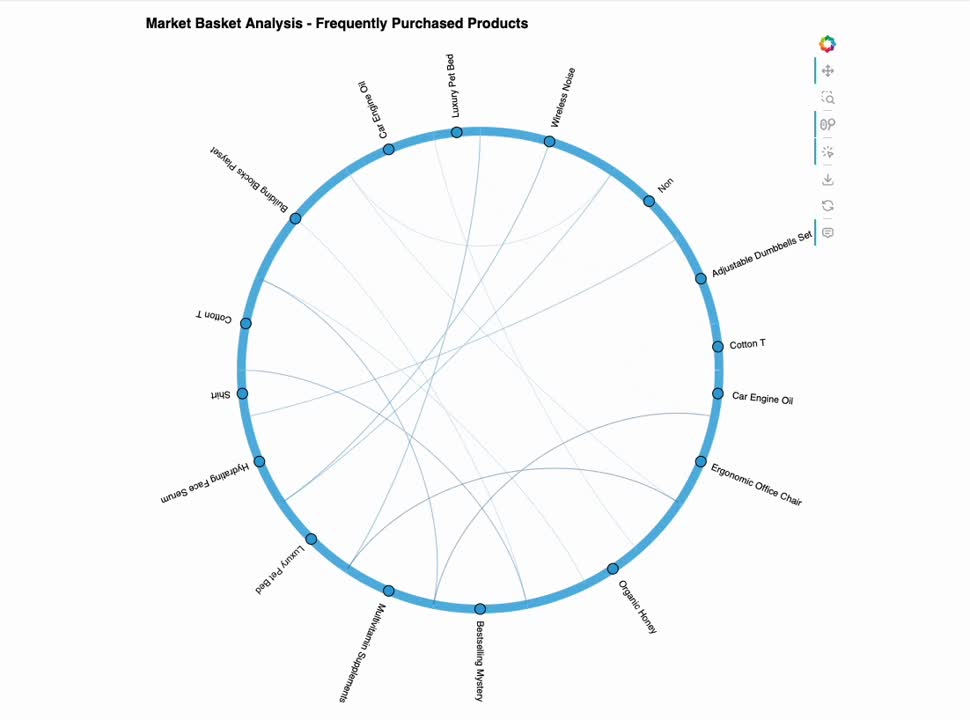 Market Basket Analysis - Frequently Purchased Products
Luxury Pet Bed
Wireless Noise
Car Engine Oil
Building Blocks Playset
Non
Adjustable Dumbbells Set
Cotton T
Cotton T
Car Engine Oil
Shirt
Hydrating Face Serum
Ergonomic Office Chair
Luxury Pet Bed
Organic Honey
Multivitamin Supplements
Bestselling Mystery